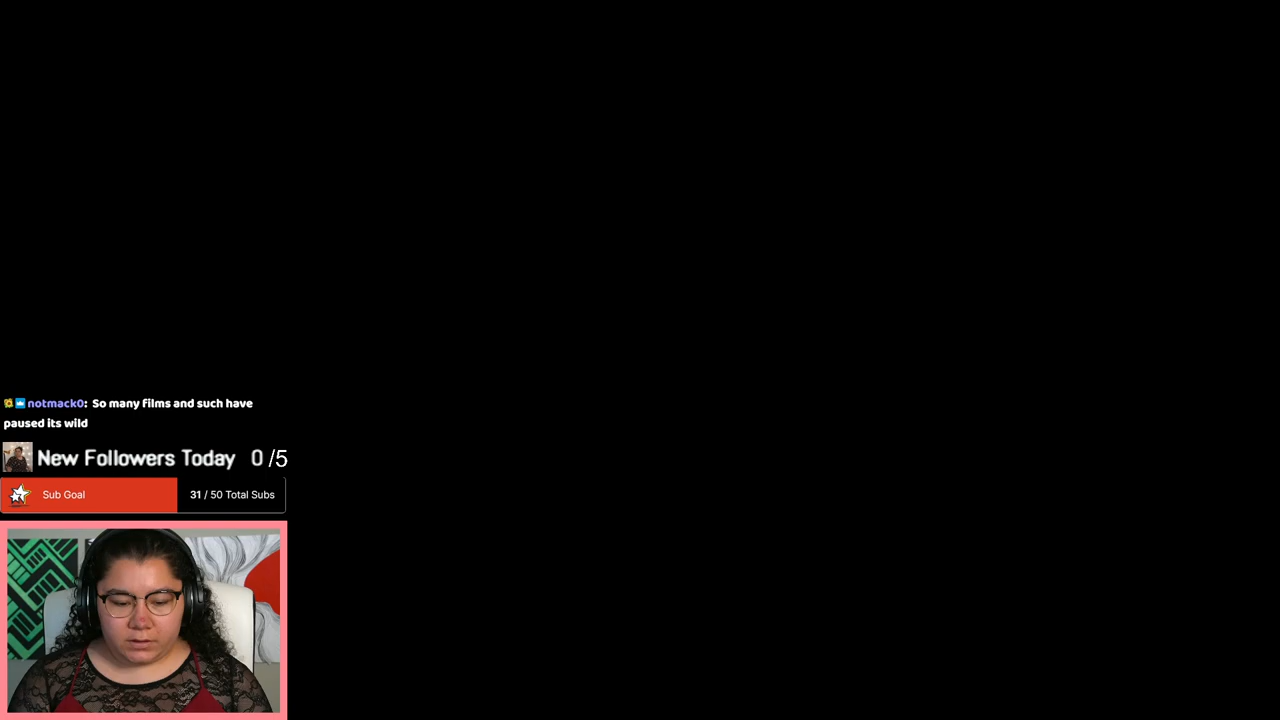 notmack0: So many films and such have
paused its wild
New Followers Today 0 /5
Sub Goal 31 / 50 Total Subs